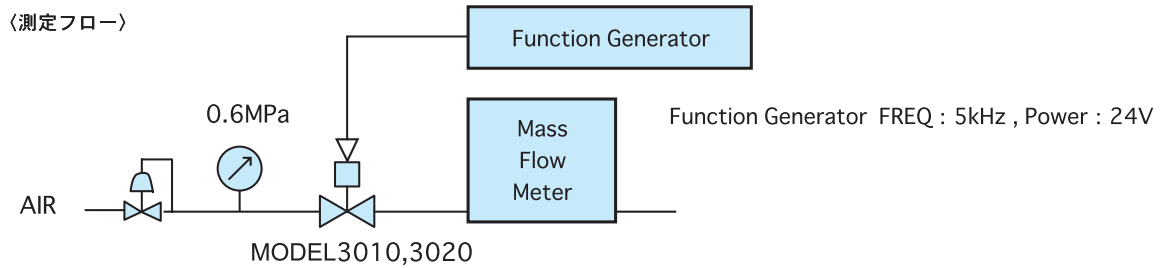 〈測定フロー〉
Function Generator
0.6MPa
Mass
Flow
Meter
Function Generator FREQ : 5kHz , Power : 24V
AIR
MODEL3010,3020